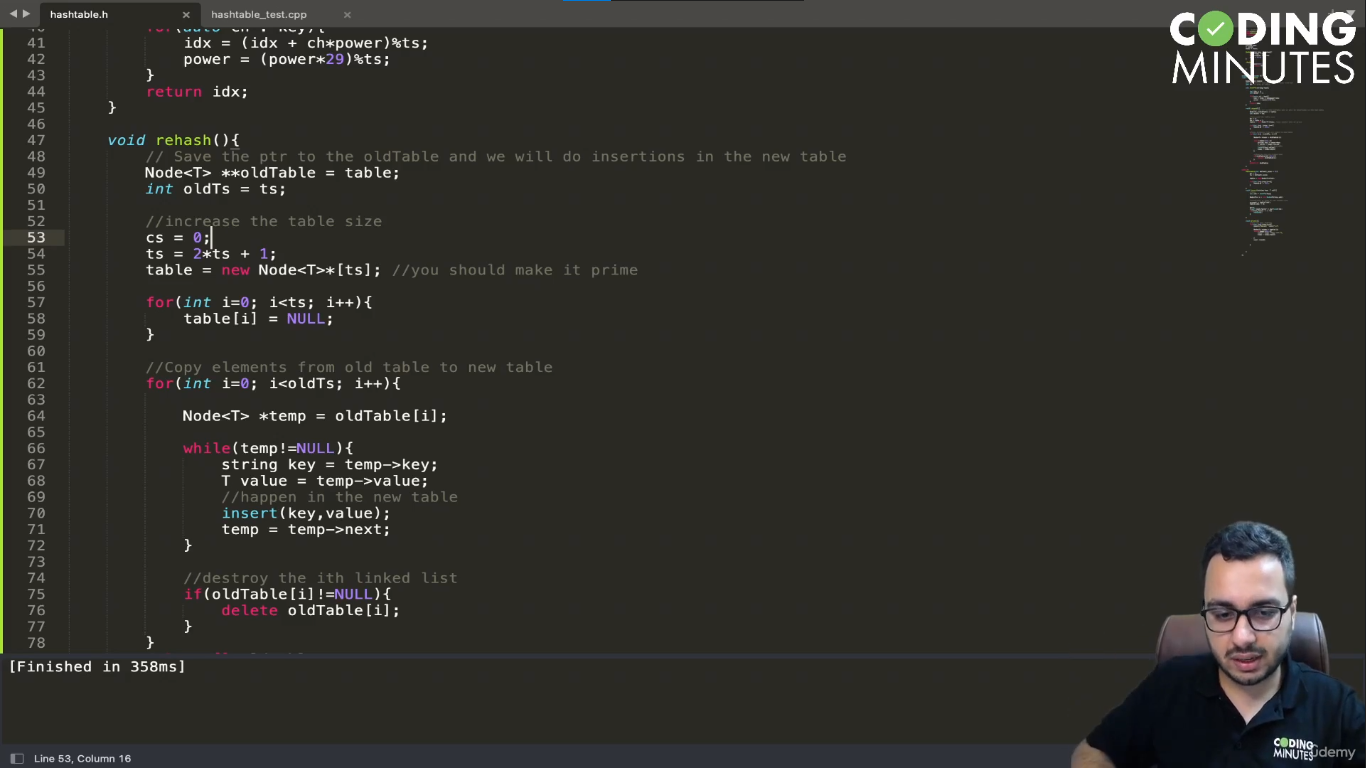 hashtable.h × hashtable_test.cpp ×
CODING
MINUTES
40 for(auto ch : key){
41 idx = (idx + ch*power)%ts;
42 power = (power*29)%ts;
43 }
44 return idx;
45 }
46
47 void rehash(){
48 // Save the ptr to the oldTable and we will do insertions in the new table
49 Node<T> **oldTable = table;
50 int oldTs = ts;
51
52 //increase the table size
53 cs = 0;
54 ts = 2*ts + 1;
55 table = new Node<T>*[ts]; //you should make it prime
56
57 for(int i=0; i<ts; i++){
58 table[i] = NULL;
59 }
60
61 //Copy elements from old table to new table
62 for(int i=0; i<oldTs; i++){
63
64 Node<T> *temp = oldTable[i];
65
66 while(temp!=NULL){
67 string key = temp->key;
68 T value = temp->value;
69 //happen in the new table
70 insert(key,value);
71 temp = temp->next;
72 }
73
74 //destroy the ith linked list
75 if(oldTable[i]!=NULL){
76 delete oldTable[i];
77 }
78 }
[Finished in 358ms]
CODING
MINUTES
Udemy
Line 53, Column 16